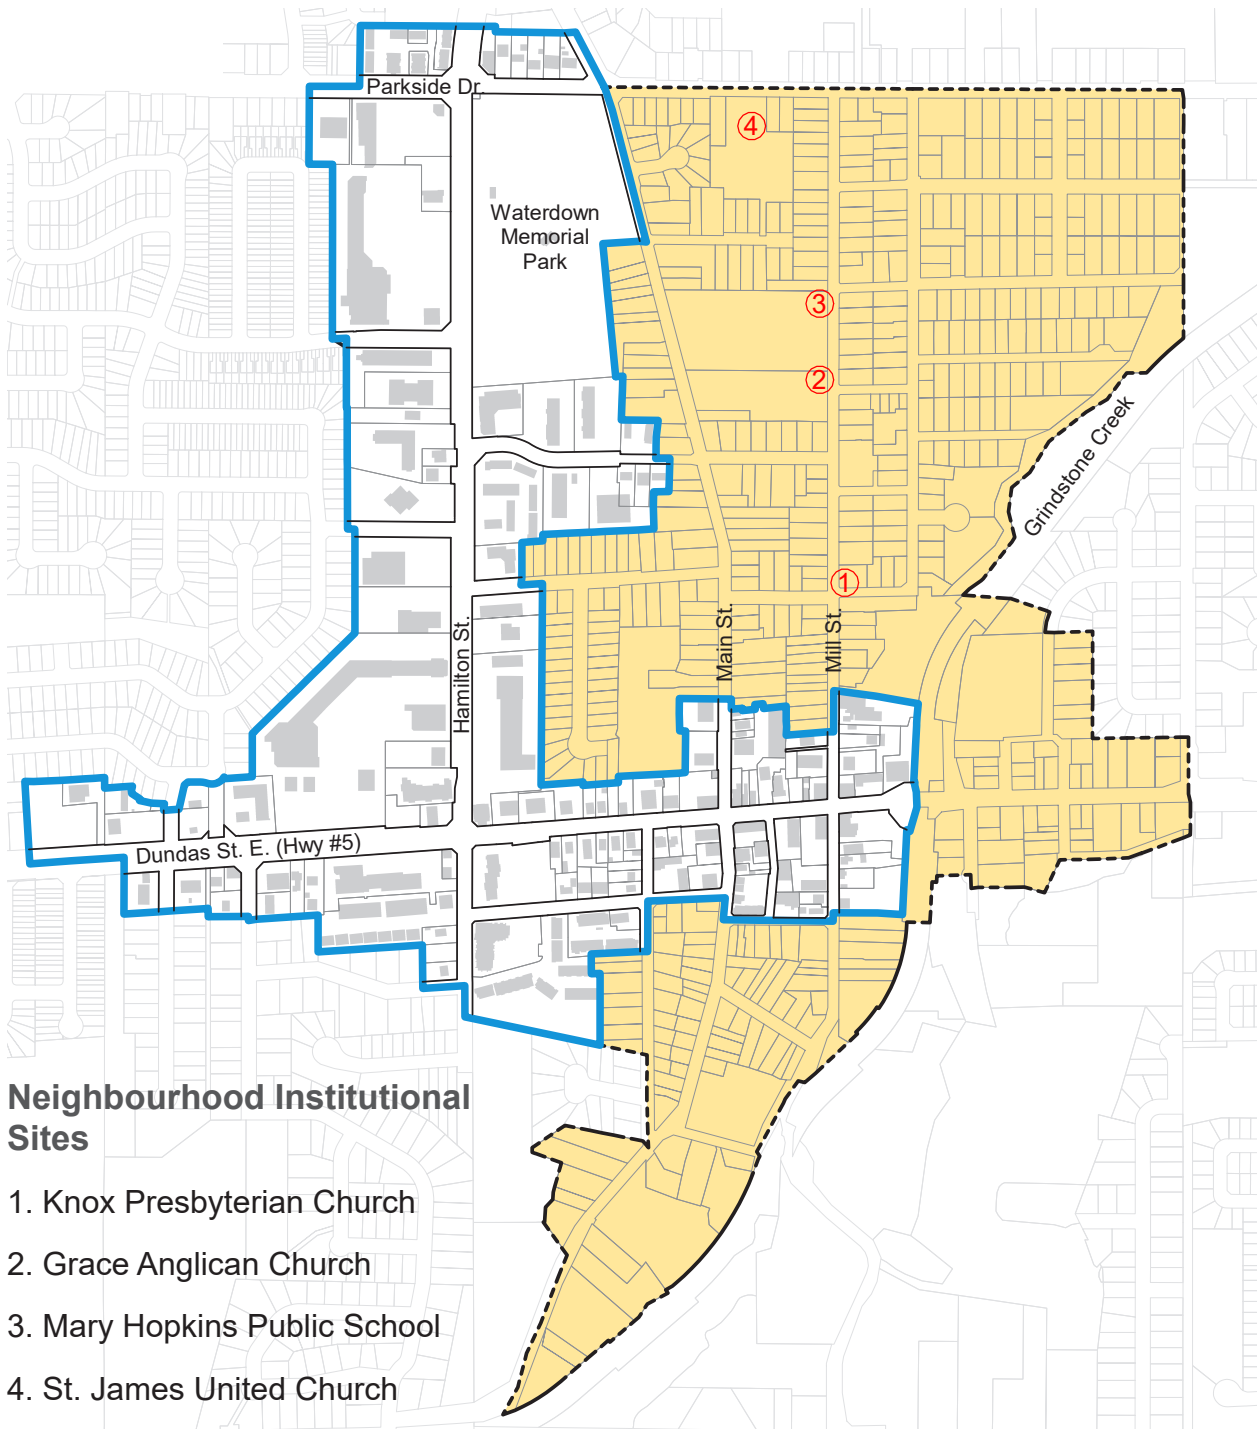 Parkside Dr.
4
Waterdown
Memorial
Park
3
2
Grindstone Creek
1
Main St.
Mill St.
Hamilton St.
Dundas St. E. (Hwy #5)
Neighbourhood Institutional
Sites
1. Knox Presbyterian Church
2. Grace Anglican Church
3. Mary Hopkins Public School
4. St. James United Church